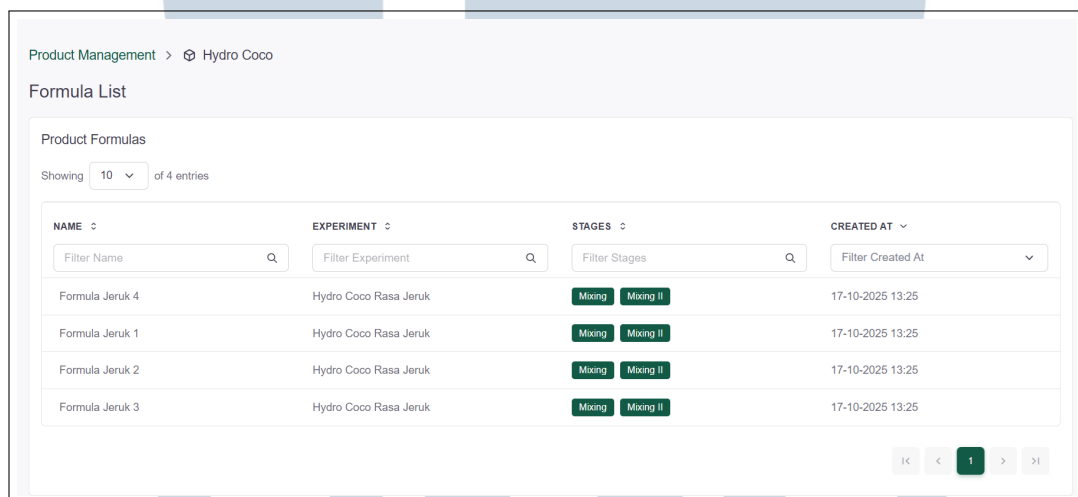 Product Management > Hydro Coco
Formula List
Product Formulas
Showing 10 of 4 entries
NAME EXPERIMENT STAGES CREATED AT
Filter Name Filter Experiment Filter Stages Filter Created At
Formula Jeruk 4 Hydro Coco Rasa Jeruk Mixing Mixing II 17-10-2025 13:25
Formula Jeruk 1 Hydro Coco Rasa Jeruk Mixing Mixing II 17-10-2025 13:25
Formula Jeruk 2 Hydro Coco Rasa Jeruk Mixing Mixing II 17-10-2025 13:25
Formula Jeruk 3 Hydro Coco Rasa Jeruk Mixing Mixing II 17-10-2025 13:25
1